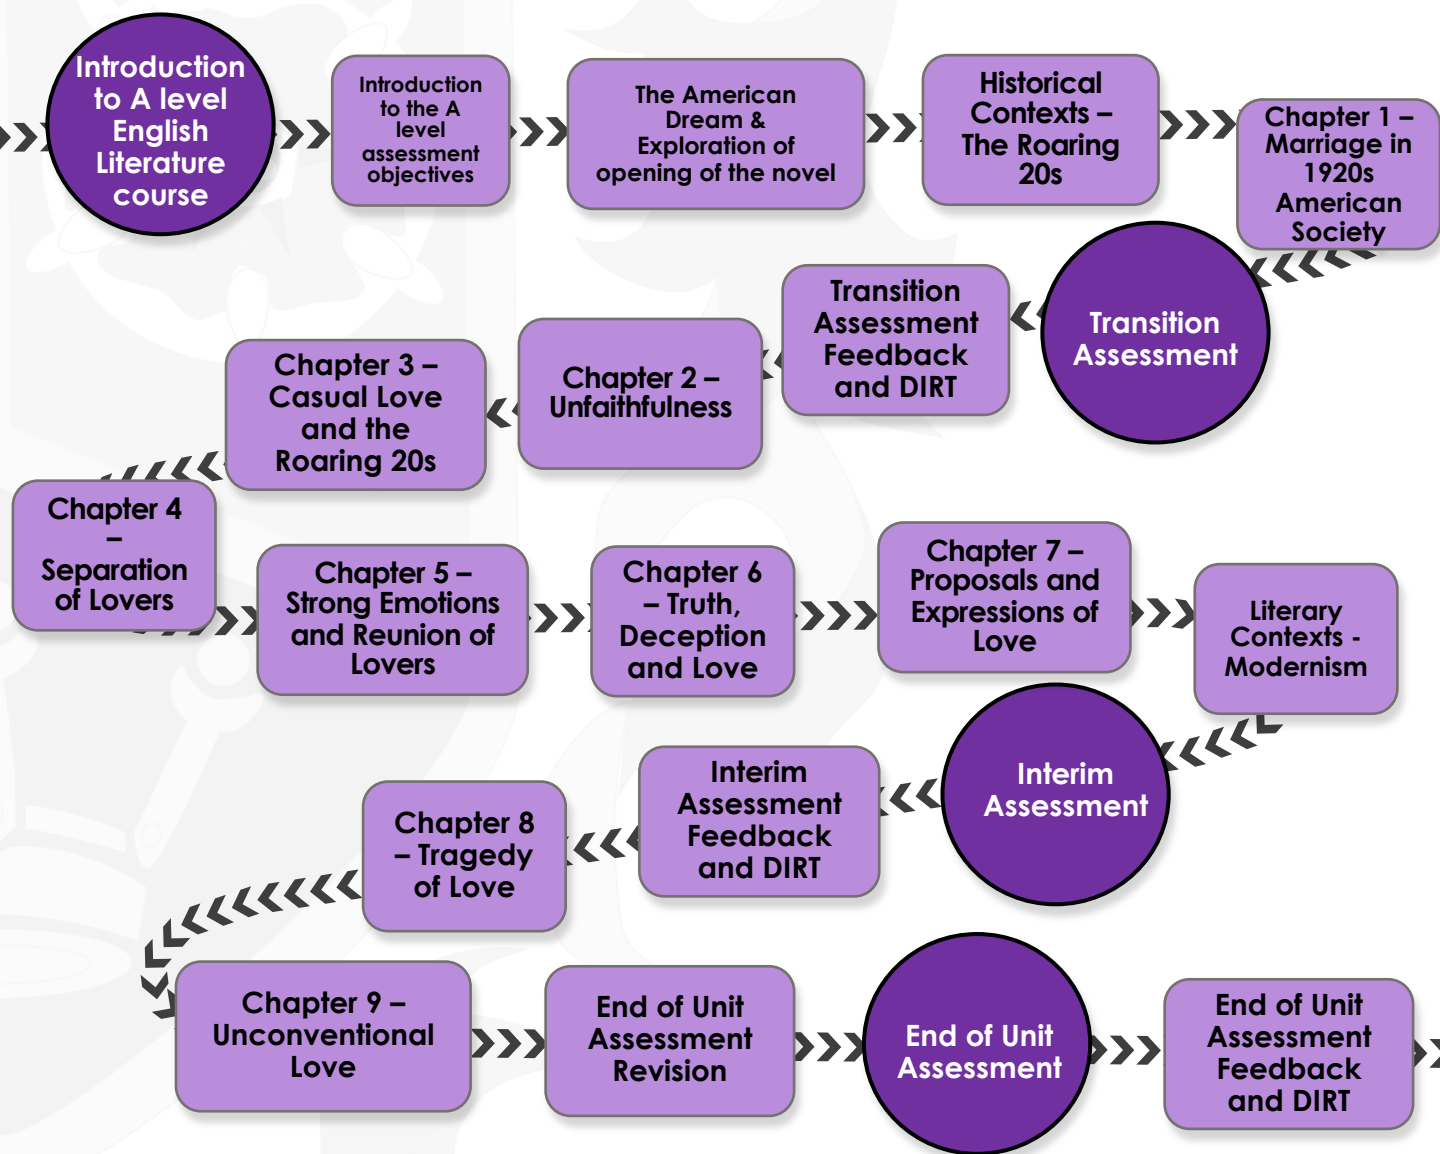 Introduction
to A level
English
Literature
course
Introduction
to the A
level
assessment
objectives
The American
Dream &
Exploration of
opening of the novel
Historical
Contexts –
The Roaring
20s
Chapter 1 –
Marriage in
1920s
American
Society
Transition
Assessment
Transition
Assessment
Feedback
and DIRT
Chapter 2 –
Unfaithfulness
Chapter 3 –
Casual Love
and the
Roaring 20s
Chapter 4
–
Separation
of Lovers
Chapter 5 –
Strong Emotions
and Reunion of
Lovers
Chapter 6
– Truth,
Deception
and Love
Chapter 7 –
Proposals and
Expressions of
Love
Literary
Contexts -
Modernism
Interim
Assessment
Interim
Assessment
Feedback
and DIRT
Chapter 8
– Tragedy
of Love
Chapter 9 –
Unconventional
Love
End of Unit
Assessment
Revision
End of Unit
Assessment
End of Unit
Assessment
Feedback
and DIRT